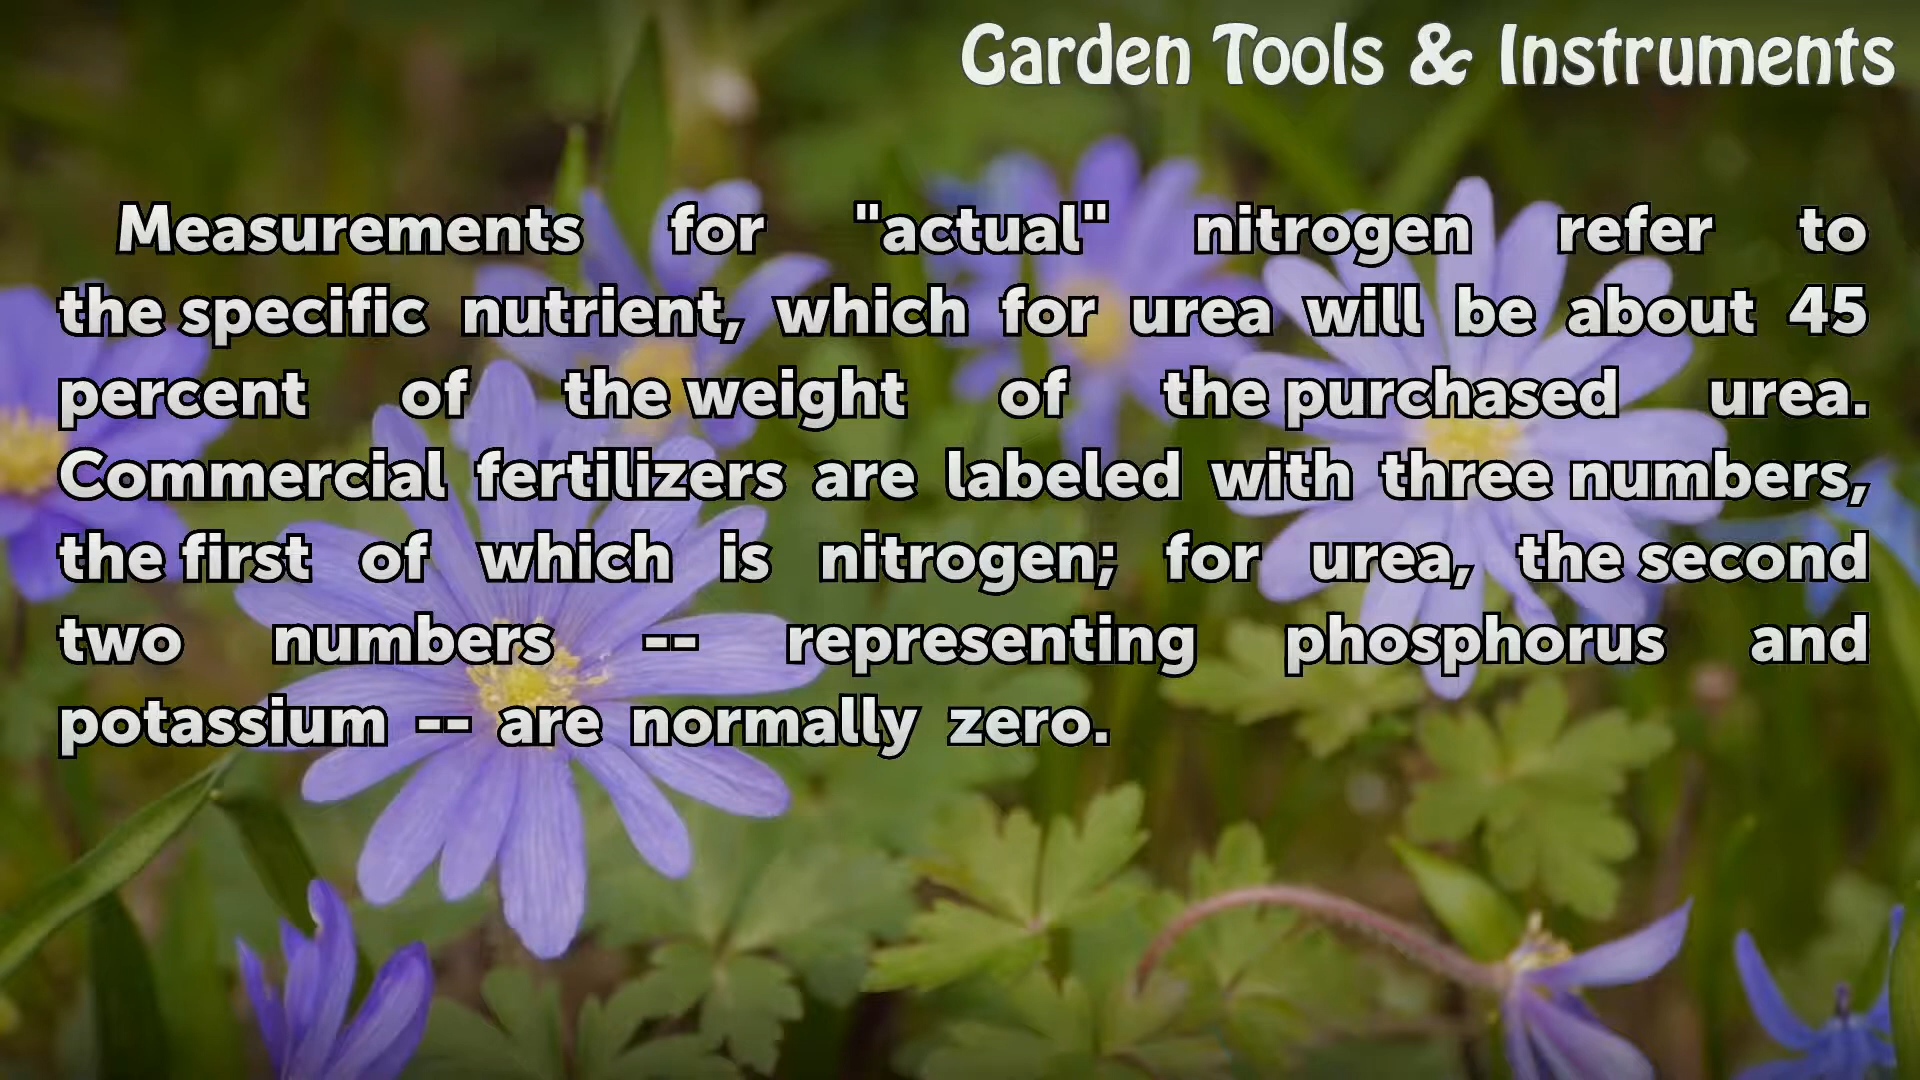 Garden Tools & Instruments
Measurements for "actual" nitrogen refer to
the specific nutrient, which for urea will be about 45
percent of the weight of the purchased urea.
Commercial fertilizers are labeled with three numbers,
the first of which is nitrogen; for urea, the second
two numbers -- representing phosphorus and
potassium -- are normally zero.